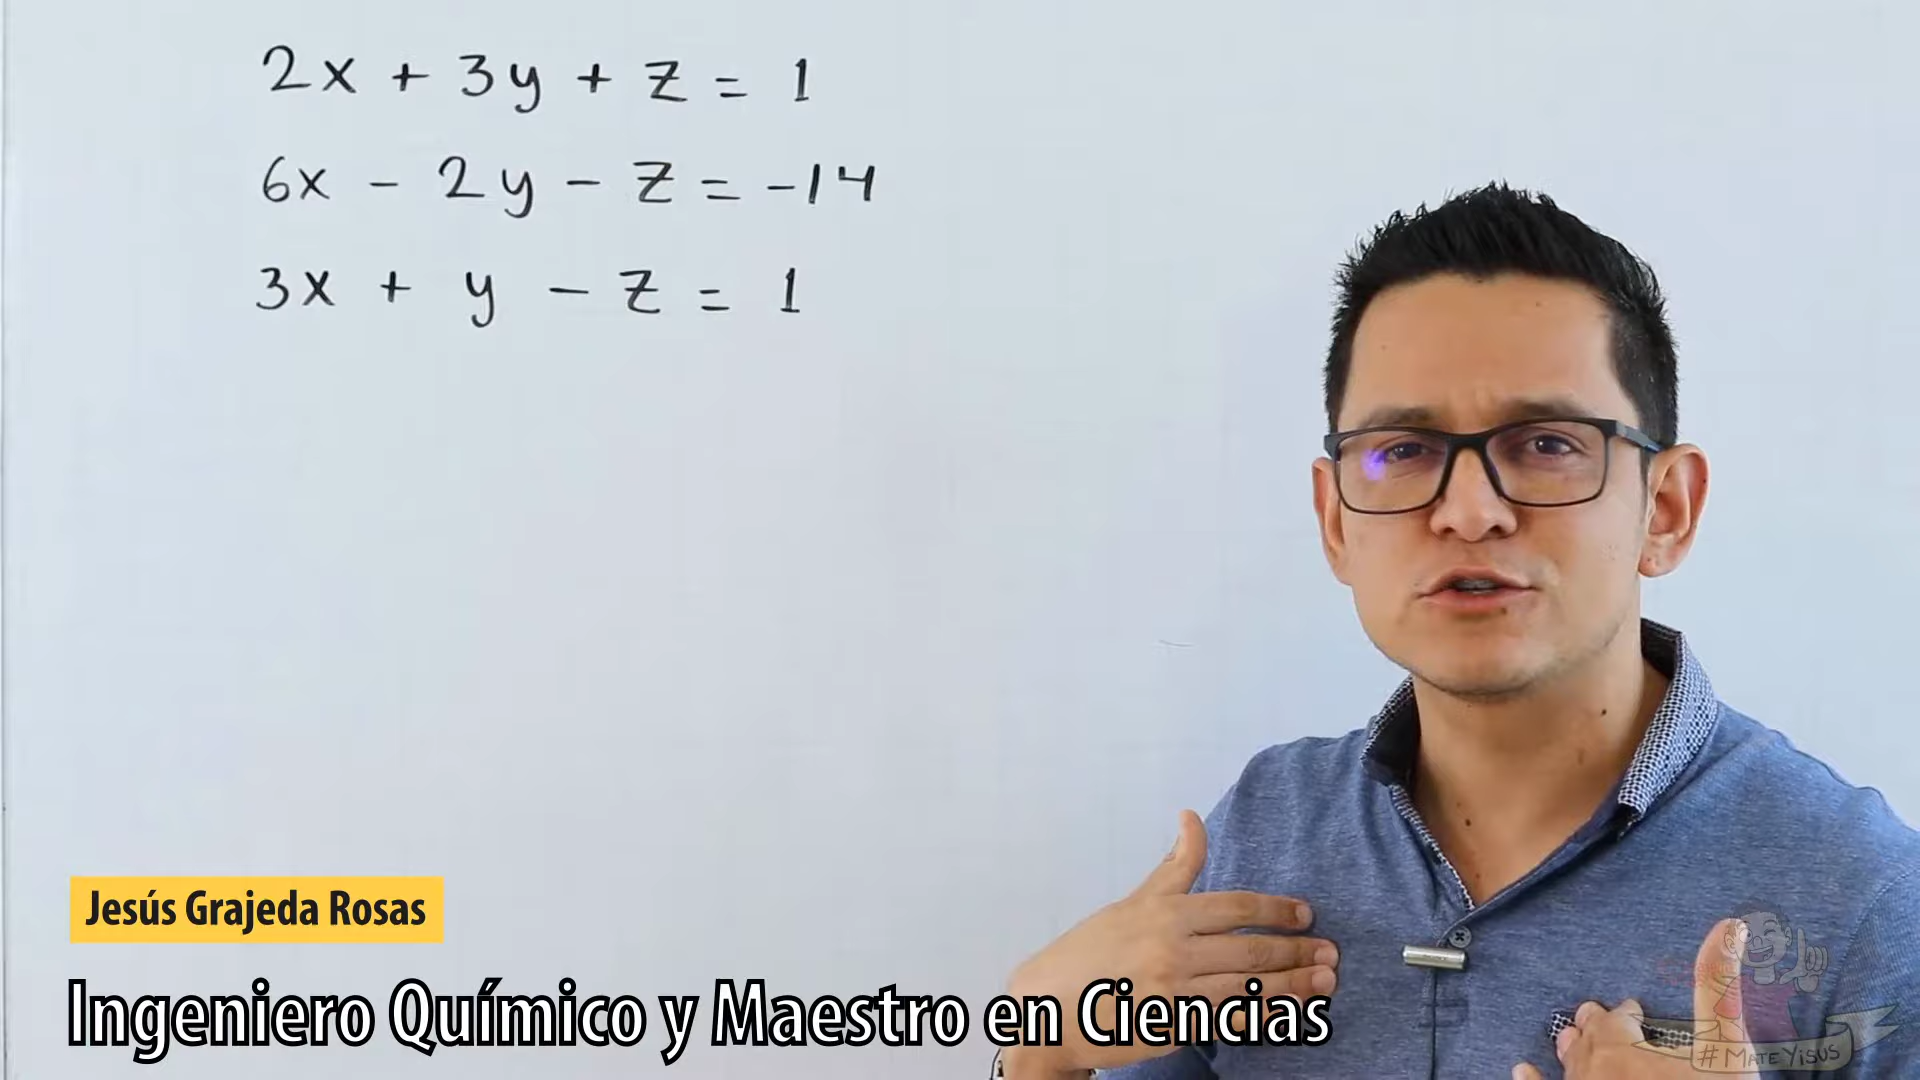 2x + 3y + z = 1
6x - 2y - z = -14
3x + y - z = 1
Jesús Grajeda Rosas
Ingeniero Químico y Maestro en Ciencias
#MATEYISUS